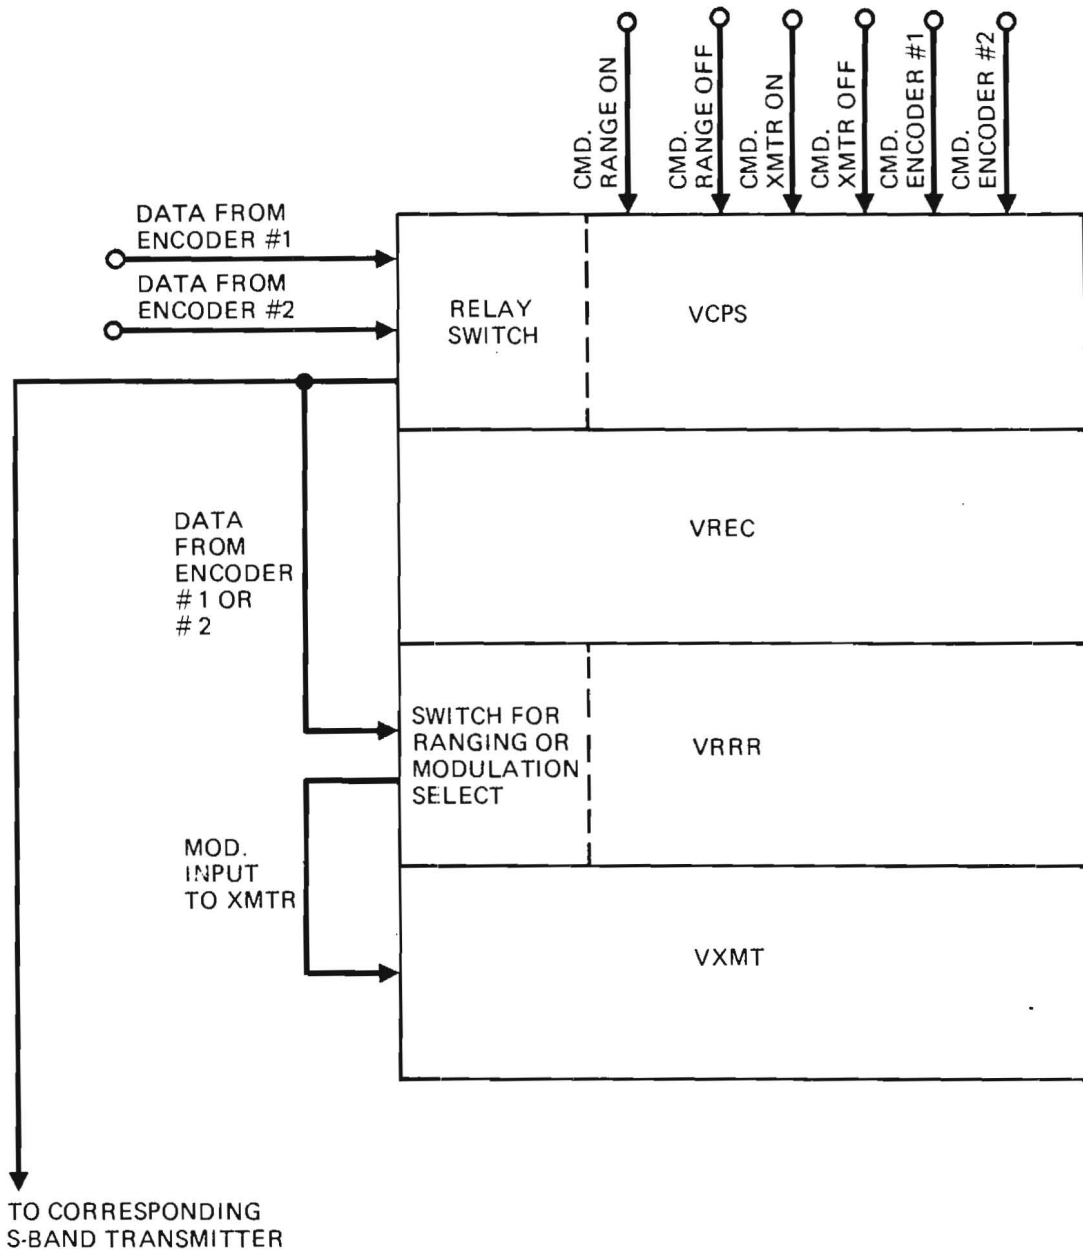 CMD.
RANGE ON
CMD.
RANGE OFF
CMD.
XMTR ON
CMD.
XMTR OFF
CMD.
ENCODER #1
CMD.
ENCODER #2
DATA FROM
ENCODER #1
DATA FROM
ENCODER #2
RELAY
SWITCH
VCPS
DATA
FROM
ENCODER
#1 OR
#2
VREC
SWITCH FOR
RANGING OR
MODULATION
SELECT
VRRR
MOD.
INPUT
TO XMTR
VXMT
TO CORRESPONDING
S-BAND TRANSMITTER